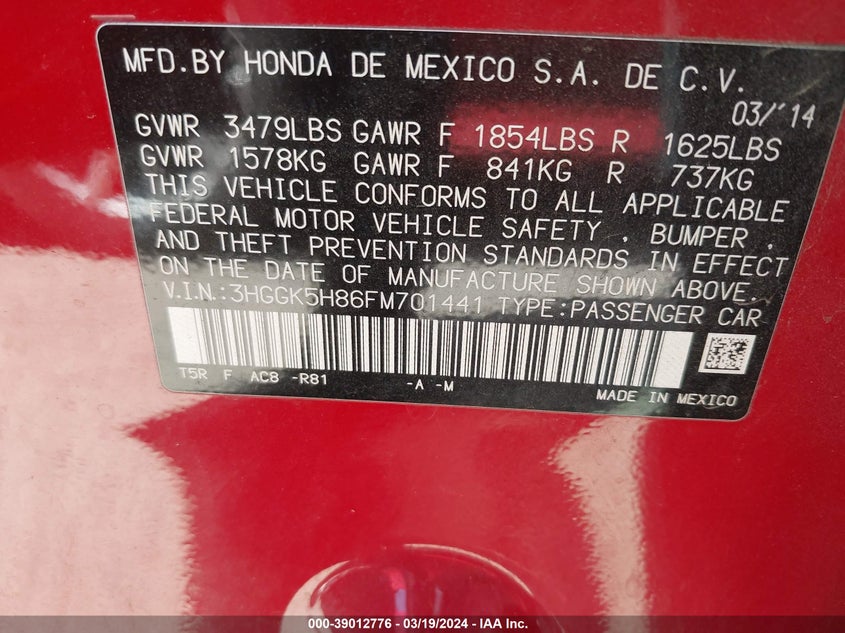 MFD.BY HONDA DE MEXICO S.A. DE C.V.
03/'14
GVWR 3479LBS GAWR F 1854LBS R 1625LBS
GVWR 1578KG GAWR F 841KG R 737KG
THIS VEHICLE CONFORMS TO ALL APPLICABLE
FEDERAL MOTOR VEHICLE SAFETY , BUMPER ,
AND THEFT PREVENTION STANDARDS IN EFFECT
ON THE DATE OF MANUFACTURE SHOWN ABOVE.
V.I.N.:3HGGK5H86FM701441 TYPE:PASSENGER CAR
T5R F AC8 -R81 -A -M
MADE IN MEXICO
000-39012776 - 03/19/2024 - IAA Inc.